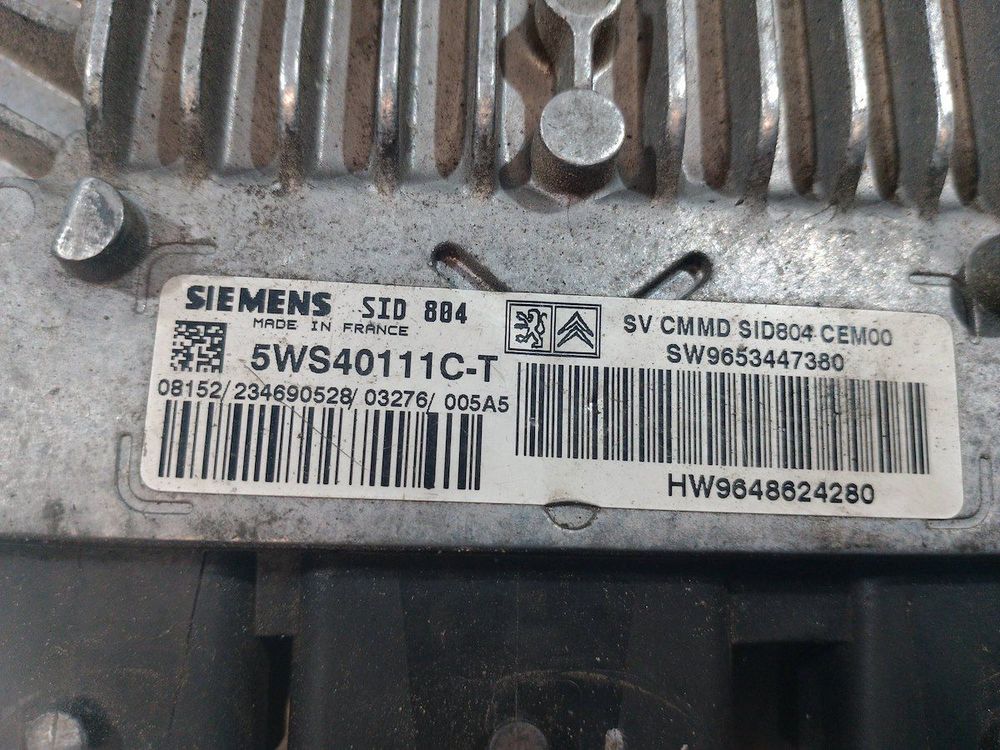 SIEMENS SID 804
MADE IN FRANCE
5WS40111C-T
08152/234690528/03276/005A5
SV CMMD SID804 CEM00
SW9653447380
HW9648624280